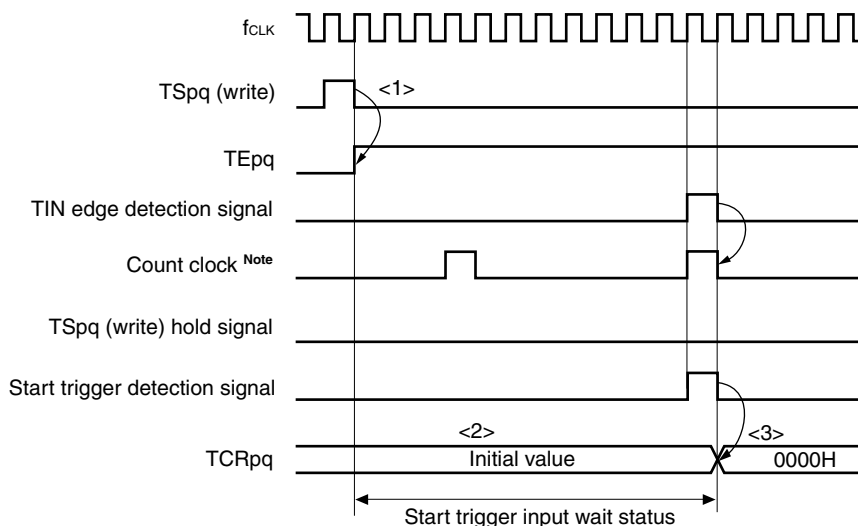 fCLK
TSpq (write)
<1>
TEpq
TIN edge detection signal
Count clock Note
TSpq (write) hold signal
Start trigger detection signal
<2>
<3>
TCRpq
Initial value
0000H
Start trigger input wait status